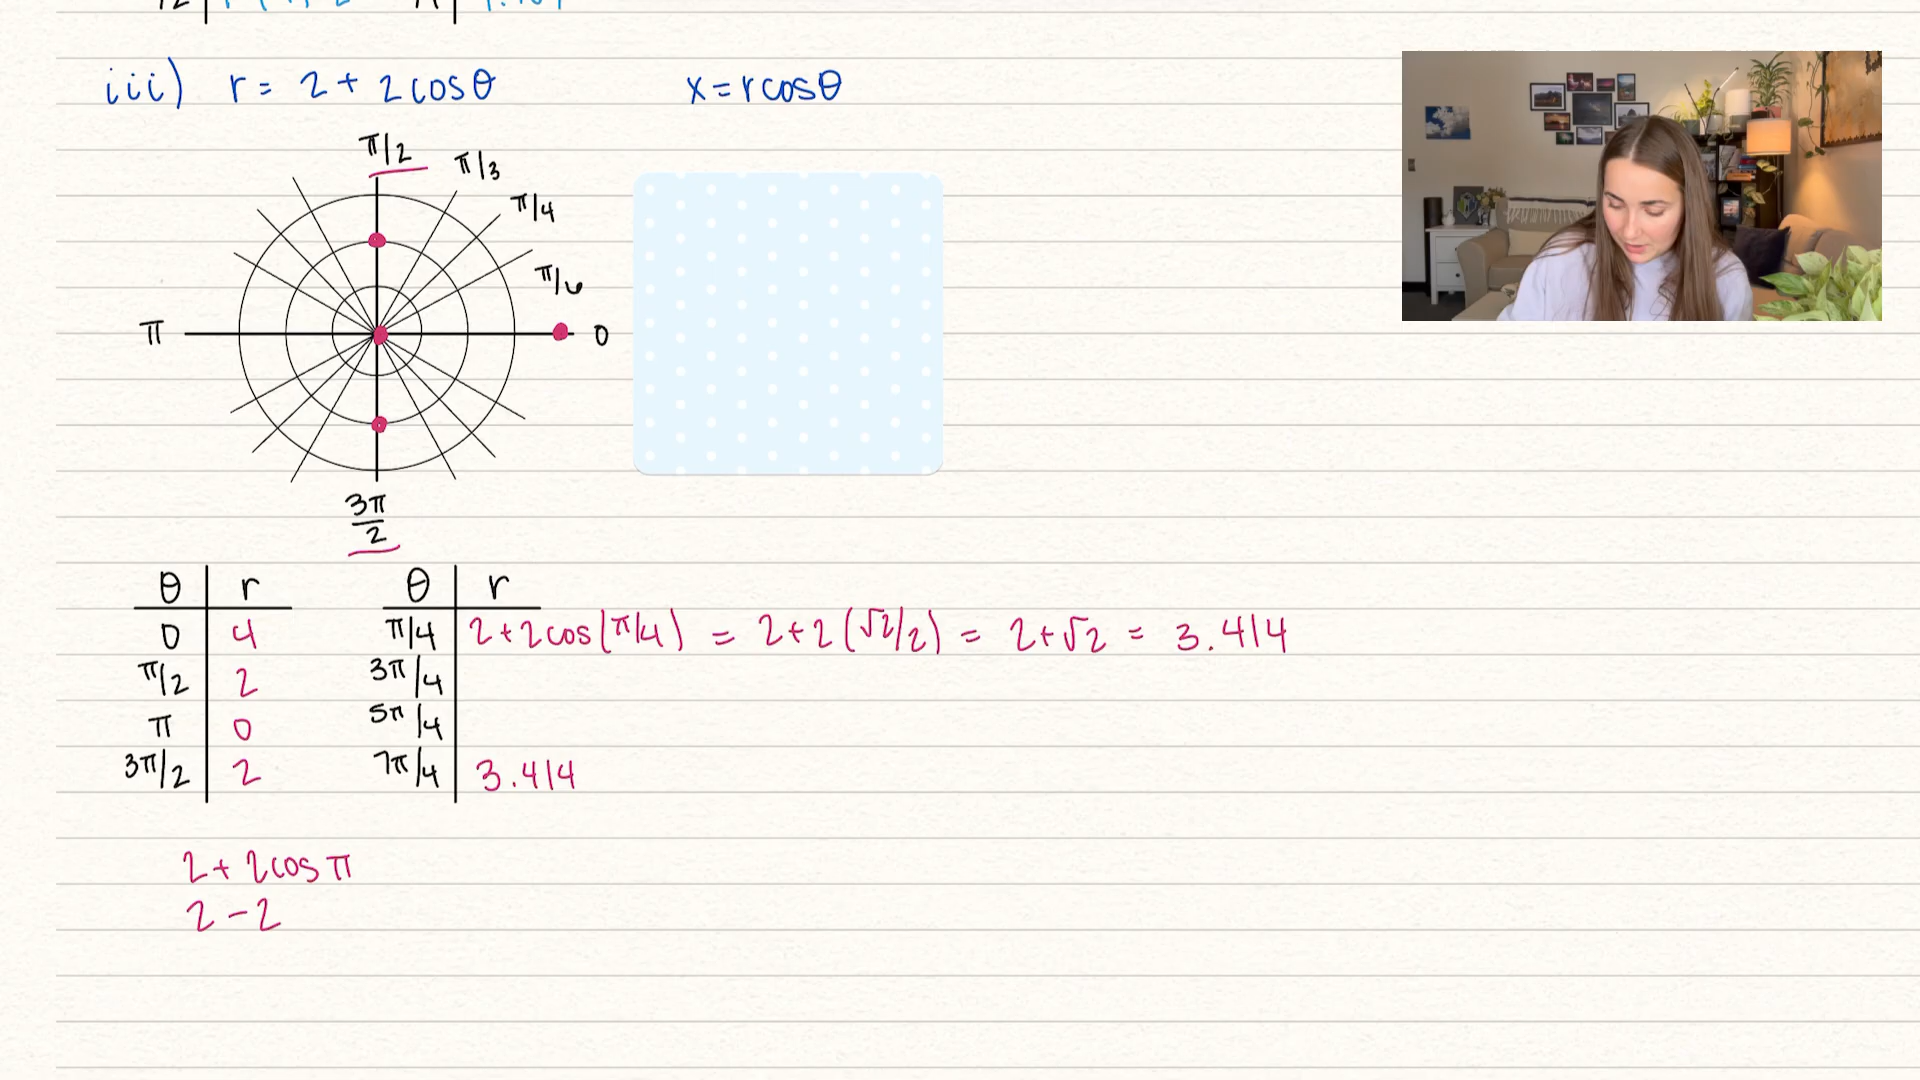 iii) r = 2 + 2cosθ x = rcosθ
π/2
π/3
π/4
π/6
π
0
3π/2
θ r θ r
0 4 π/4 2+2cos(π/4) = 2+2(√2/2) = 2+√2 = 3.414
π/2 2 3π/4
π 0 5π/4
3π/2 2 7π/4 3.414
2 + 2cosπ
2 - 2